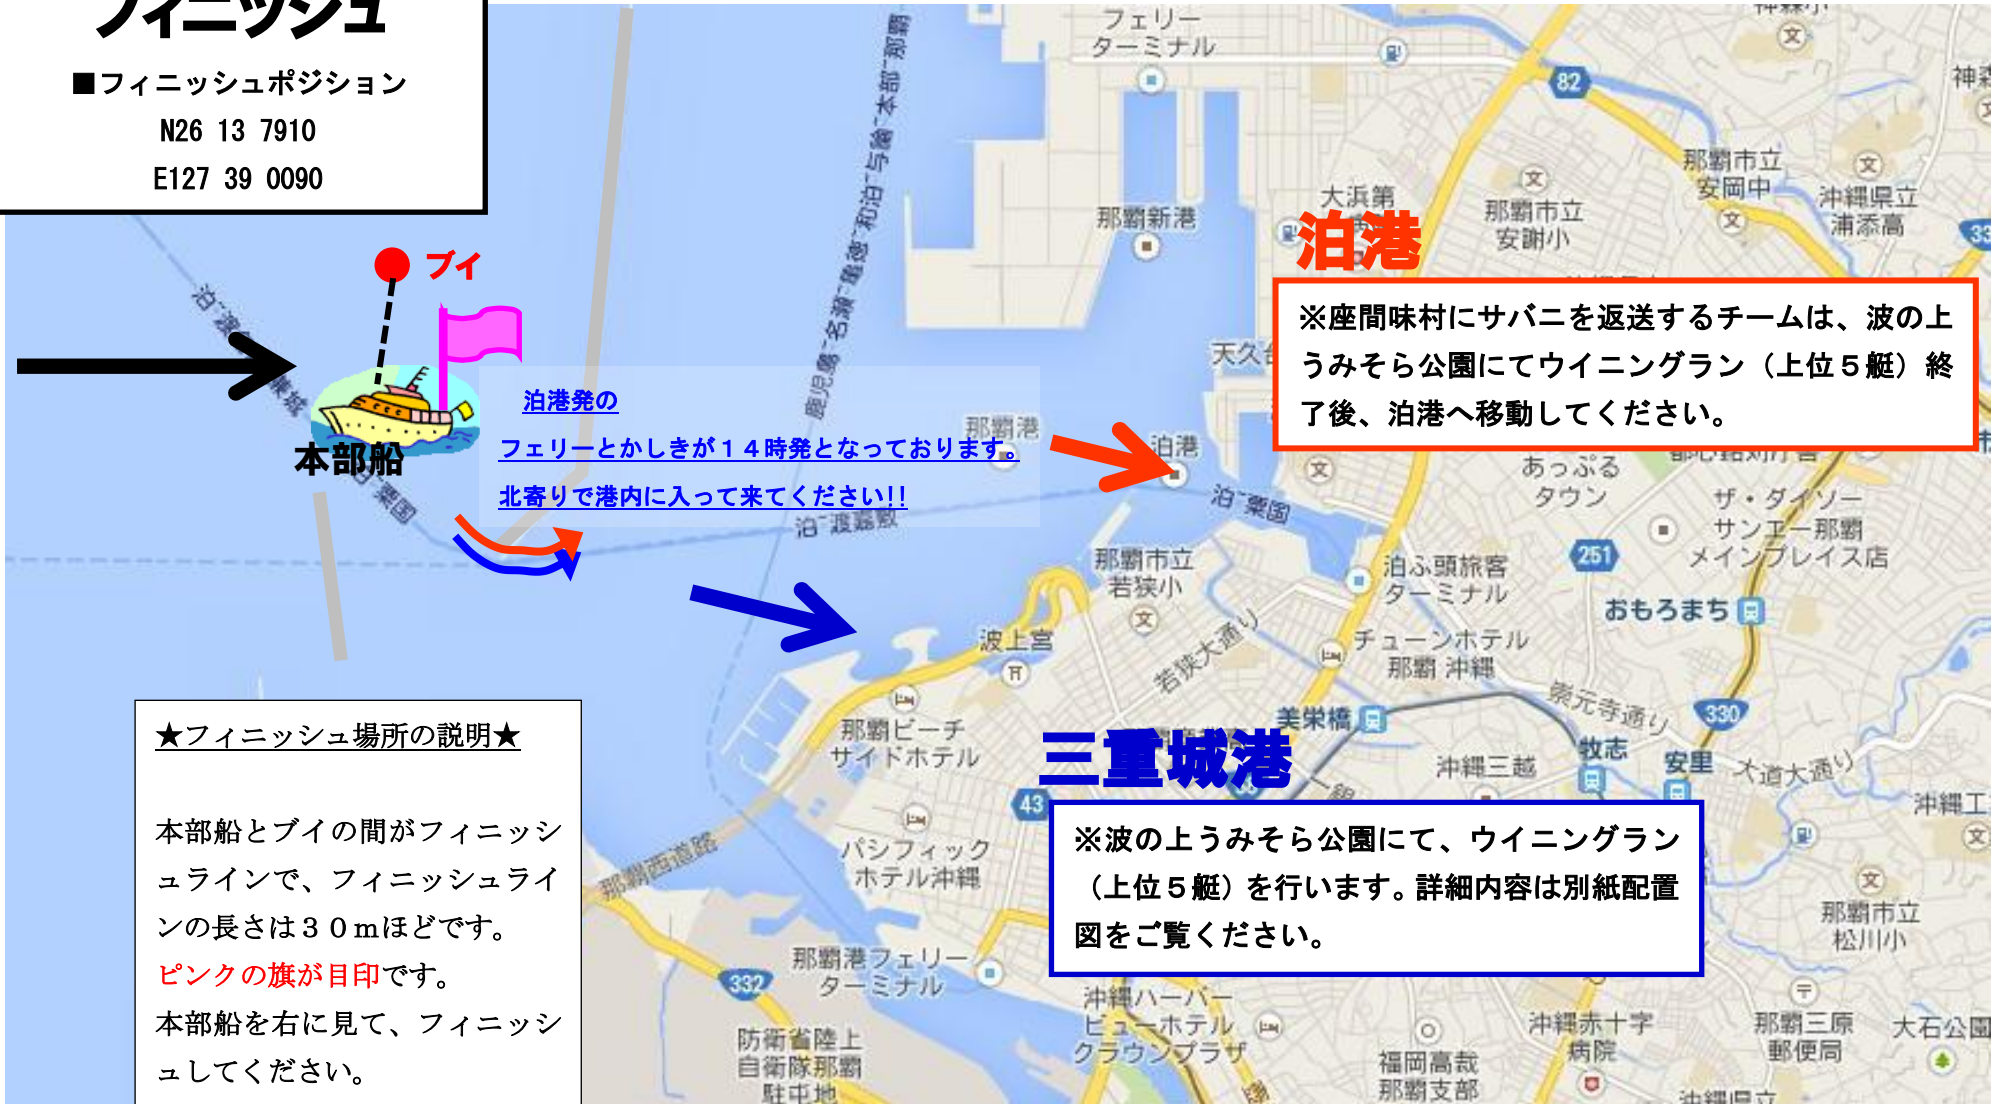 フィニッシュ
■フィニッシュポジション
N26 13 7910
E127 39 0090
ブイ
本部船
泊港発の
フェリーとかしきが１４時発となっております。
北寄りで港内に入って来てください!!
泊港
※座間味村にサバニを返送するチームは、波の上
うみそら公園にてウイニングラン（上位５艇）終
了後、泊港へ移動してください。
三重城港
※波の上うみそら公園にて、ウイニングラン
（上位５艇）を行います。詳細内容は別紙配置
図をご覧ください。
★フィニッシュ場所の説明★
本部船とブイの間がフィニッシ
ュラインで、フィニッシュライ
ンの長さは３０ｍほどです。
ピンクの旗が目印です。
本部船を右に見て、フィニッシ
ュしてください。
フェリー
ターミナル
82
那覇新港
大浜第
那覇市立
安謝小
那覇市立
安岡中
沖縄県立
浦添高
33
天久
那覇港
泊港
泊-粟国
泊-渡嘉敷
あっぷる
タウン
ザ・ダイソー
サンエー那覇
メインプレイス店
251
おもろまち
那覇市立
若狭小
泊ふ頭旅客
ターミナル
波上宮
若狭大通り
チューンホテル
那覇 沖縄
美栄橋
崇元寺通り
330
牧志
安里
大道大通り
沖縄三越
沖縄工
那覇ビーチ
サイドホテル
43
パシフィック
ホテル沖縄
那覇西道路
那覇市立
松川小
那覇港フェリー
ターミナル
332
防衛省陸上
自衛隊那覇
駐屯地
沖縄ハーバー
ビューホテル
クラウンプラザ
福岡高裁
那覇支部
沖縄赤十字
病院
那覇三原
郵便局
大石公園
沖縄県立